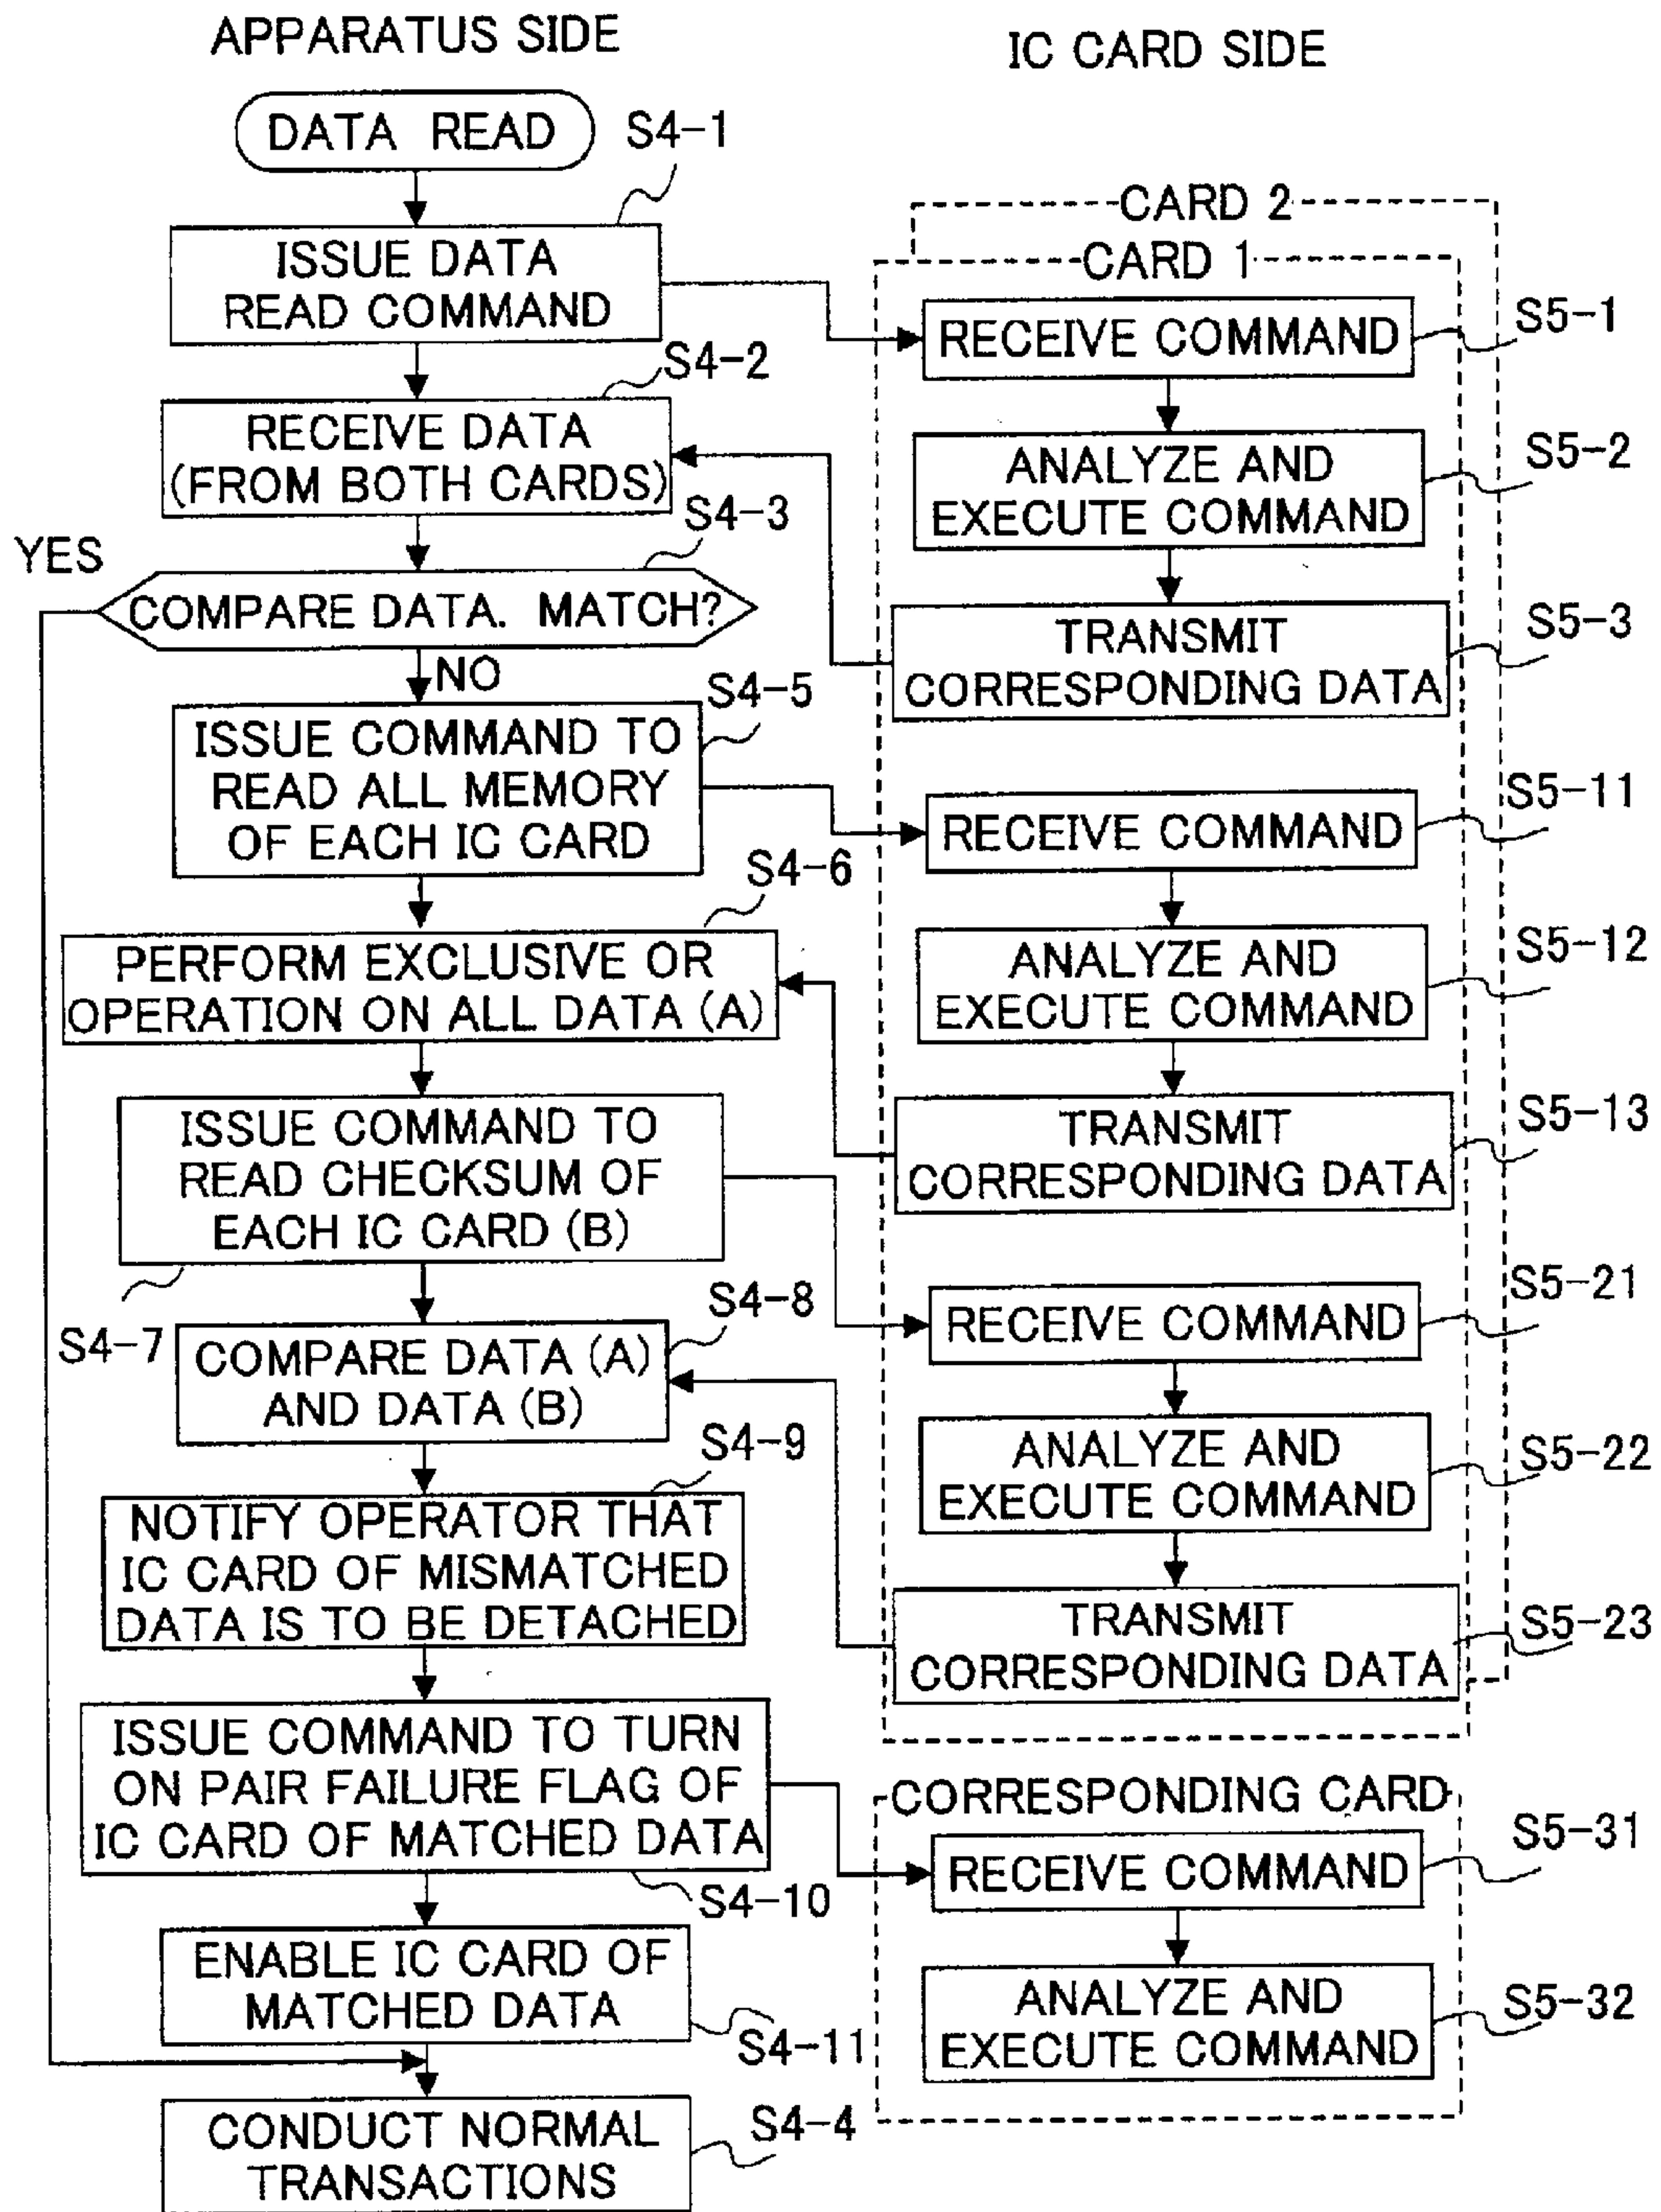 APPARATUS SIDE
IC CARD SIDE
DATA READ
S4-1
ISSUE DATA
READ COMMAND
S4-2
RECEIVE DATA
(FROM BOTH CARDS)
S4-3
YES
COMPARE DATA. MATCH?
NO
S4-5
ISSUE COMMAND TO
READ ALL MEMORY
OF EACH IC CARD
S4-6
PERFORM EXCLUSIVE OR
OPERATION ON ALL DATA (A)
ISSUE COMMAND TO
READ CHECKSUM OF
EACH IC CARD (B)
S4-7
S4-8
COMPARE DATA (A)
AND DATA (B)
S4-9
NOTIFY OPERATOR THAT
IC CARD OF MISMATCHED
DATA IS TO BE DETACHED
ISSUE COMMAND TO TURN
ON PAIR FAILURE FLAG OF
IC CARD OF MATCHED DATA
S4-10
ENABLE IC CARD OF
MATCHED DATA
S4-11
S4-4
CONDUCT NORMAL
TRANSACTIONS
CARD 2
CARD 1
RECEIVE COMMAND
S5-1
ANALYZE AND
EXECUTE COMMAND
S5-2
TRANSMIT
CORRESPONDING DATA
S5-3
RECEIVE COMMAND
S5-11
ANALYZE AND
EXECUTE COMMAND
S5-12
TRANSMIT
CORRESPONDING DATA
S5-13
RECEIVE COMMAND
S5-21
ANALYZE AND
EXECUTE COMMAND
S5-22
TRANSMIT
CORRESPONDING DATA
S5-23
CORRESPONDING CARD
RECEIVE COMMAND
S5-31
ANALYZE AND
EXECUTE COMMAND
S5-32